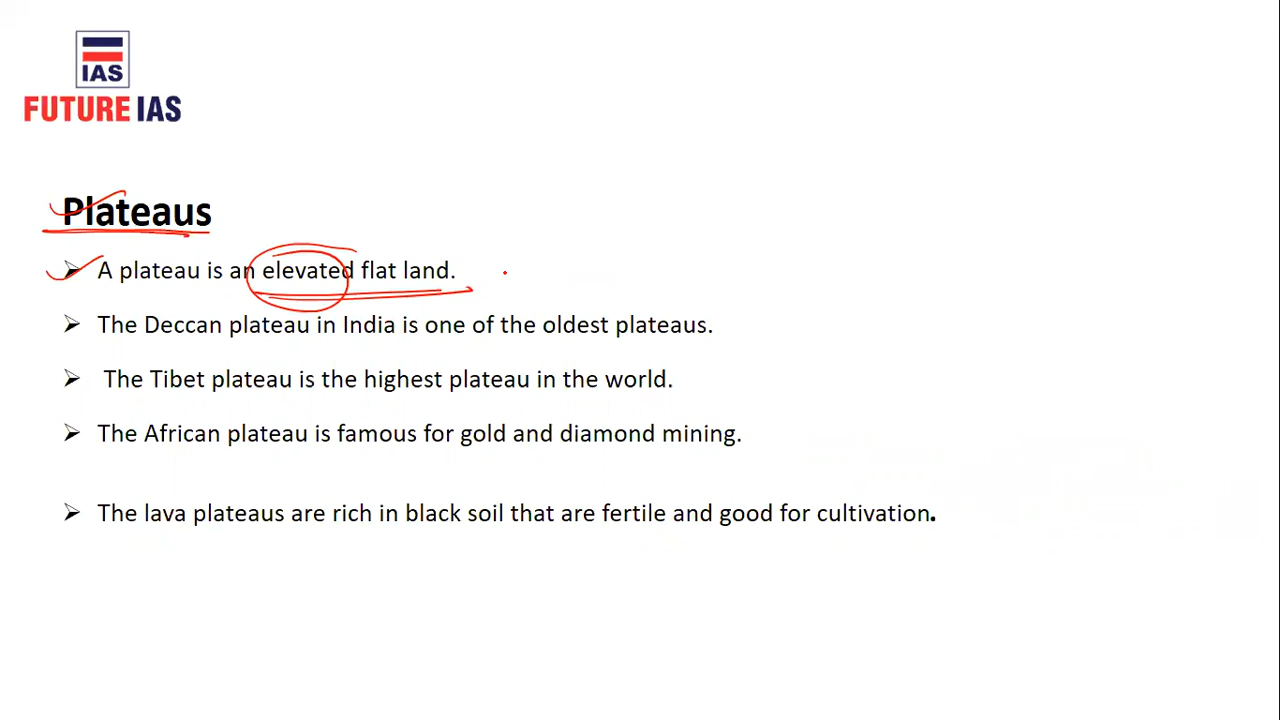 IAS
FUTURE IAS
Plateaus
➢ A plateau is an elevated flat land.
➢ The Deccan plateau in India is one of the oldest plateaus.
➢ The Tibet plateau is the highest plateau in the world.
➢ The African plateau is famous for gold and diamond mining.
➢ The lava plateaus are rich in black soil that are fertile and good for cultivation.